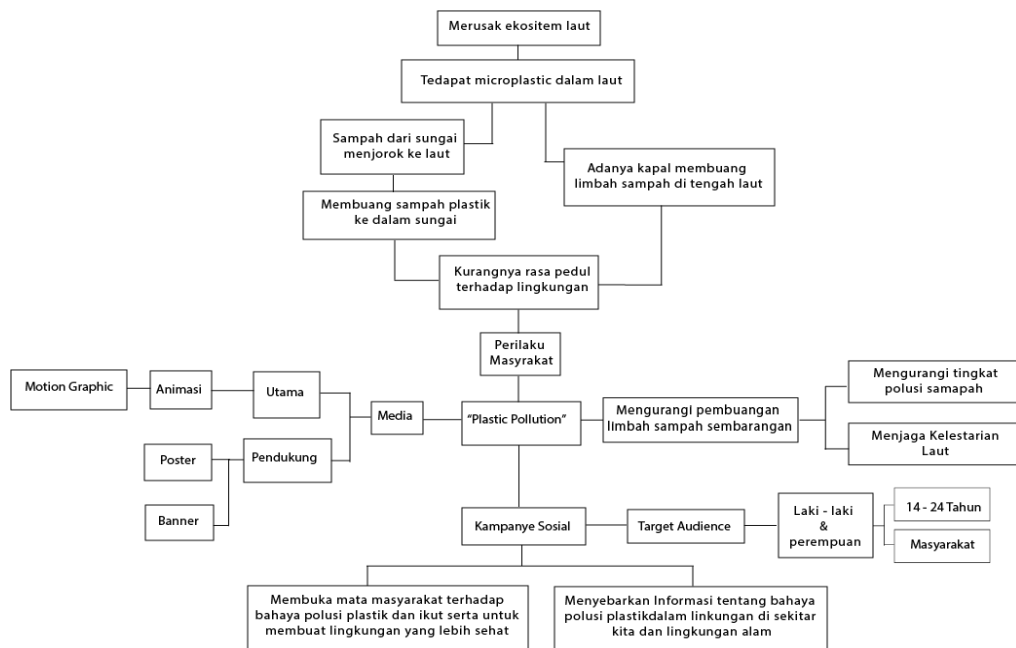 Merusak ekositem laut
Tedapat microplastic dalam laut
Sampah dari sungai
menjorok ke laut
Adanya kapal membuang
limbah sampah di tengah laut
Membuang sampah plastik
ke dalam sungai
Kurangnya rasa pedul
terhadap lingkungan
Perilaku
Masyrakat
Motion Graphic
Animasi
Utama
Media
"Plastic Pollution"
Mengurangi pembuangan
limbah sampah sembarangan
Mengurangi tingkat
polusi samapah
Menjaga Kelestarian
Laut
Poster
Pendukung
Banner
Kampanye Sosial
Target Audience
Laki - laki
&
perempuan
14 - 24 Tahun
Masyarakat
Membuka mata masyarakat terhadap
bahaya polusi plastik dan ikut serta untuk
membuat lingkungan yang lebih sehat
Menyebarkan Informasi tentang bahaya
polusi plastikdalam linkungan di sekitar
kita dan lingkungan alam